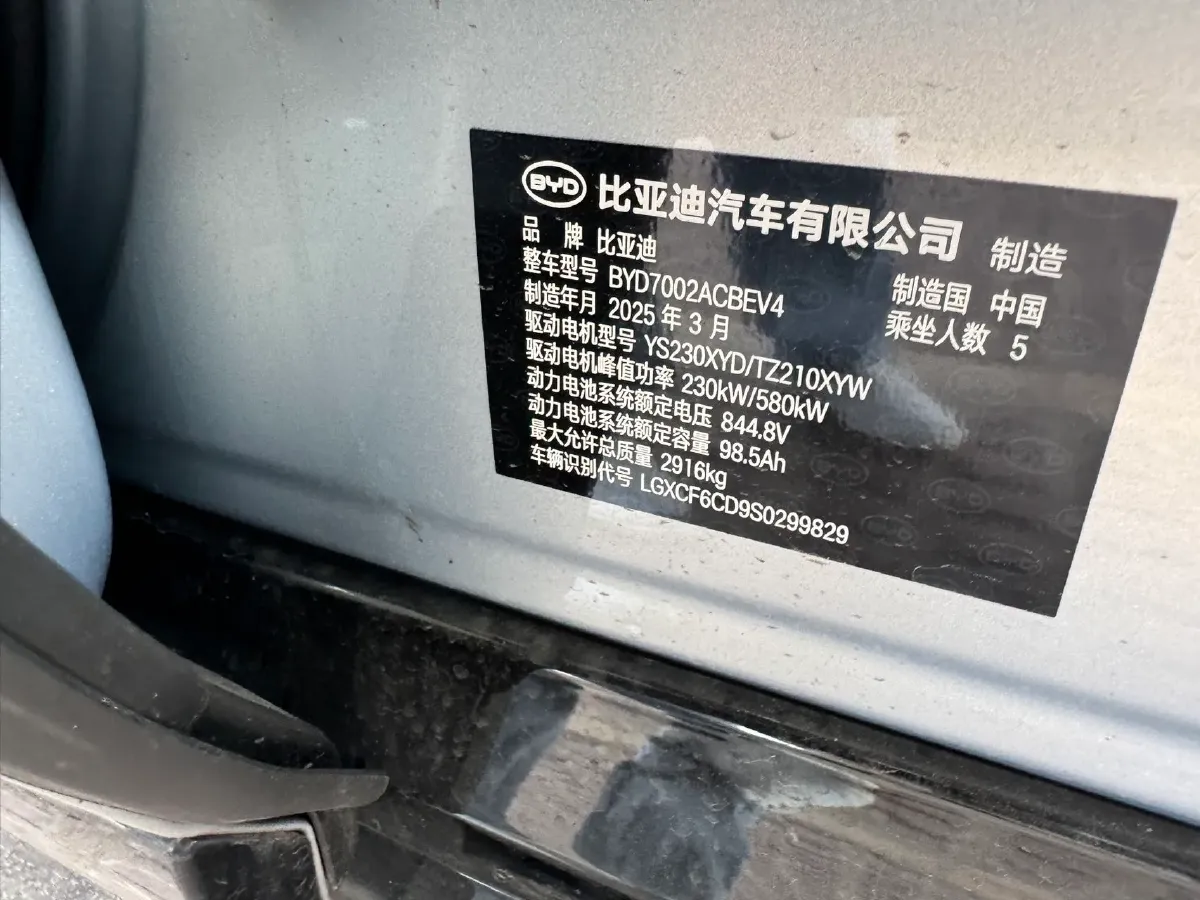 BYD 比亚迪汽车有限公司 制造
品 牌 比亚迪
整车型号 BYD7002ACBEV4 制造国 中国
制造年月 2025 年 3 月 乘坐人数 5
驱动电机型号 YS230XYD/TZ210XYW
驱动电机峰值功率 230kW/580kW
动力电池系统额定电压 844.8V
动力电池系统额定容量 98.5Ah
最大允许总质量 2916kg
车辆识别代号 LGXCF6CD9S0299829